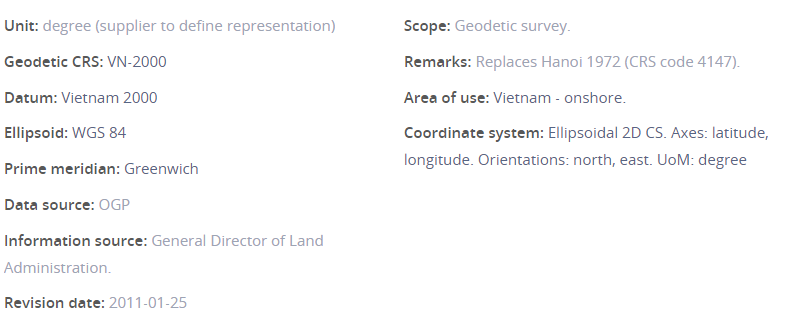 Unit: degree (supplier to define representation)
Geodetic CRS: VN-2000
Datum: Vietnam 2000
Ellipsoid: WGS 84
Prime meridian: Greenwich
Data source: OGP
Information source: General Director of Land
Administration.
Revision date: 2011-01-25
Scope: Geodetic survey.
Remarks: Replaces Hanoi 1972 (CRS code 4147).
Area of use: Vietnam - onshore.
Coordinate system: Ellipsoidal 2D CS. Axes: latitude,
longitude. Orientations: north, east. UoM: degree